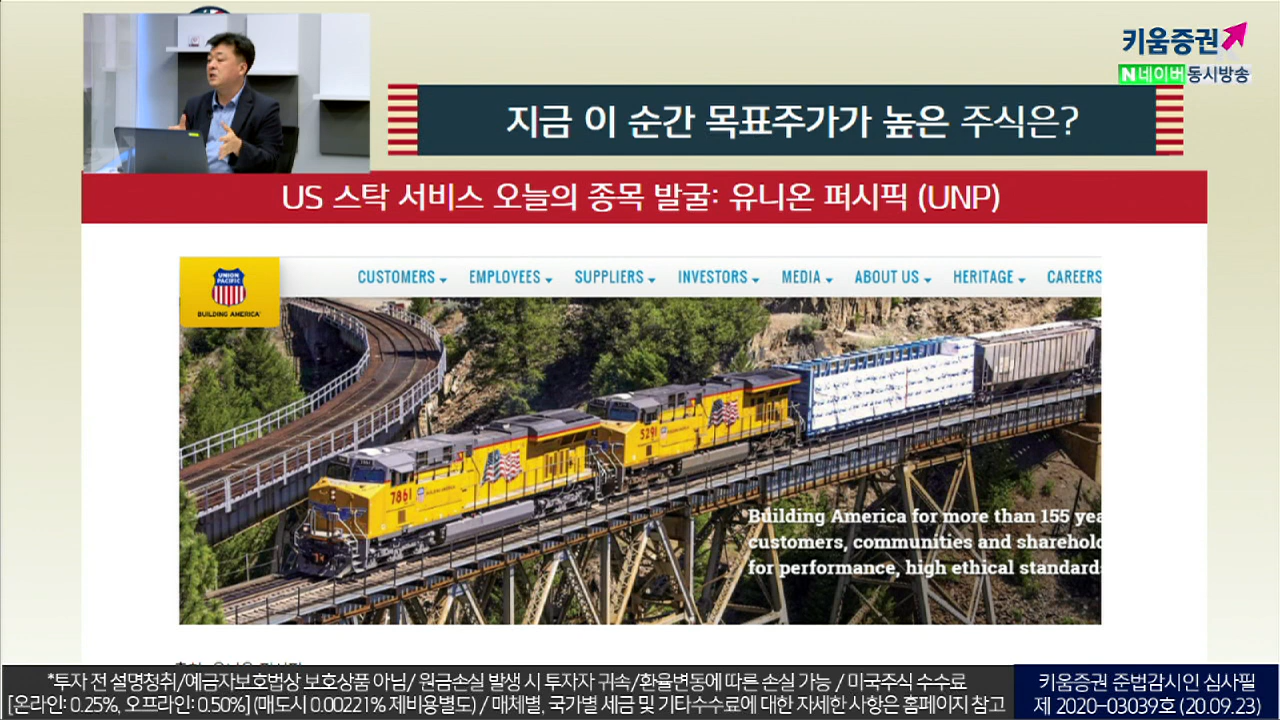 키움증권
N 네이버 동시방송
지금 이 순간 목표주가가 높은 주식은?
US 스탁 서비스 오늘의 종목 발굴: 유니온 퍼시픽 (UNP)
UNION
PACIFIC
BUILDING AMERICA
CUSTOMERS EMPLOYEES SUPPLIERS INVESTORS MEDIA ABOUT US HERITAGE CAREERS
7861
5291
Building America for more than 155 yea
customers, communities and sharehold
for performance, high ethical standards
*투자 전 설명청취/예금자보호법상 보호상품 아님/ 원금손실 발생 시 투자자 귀속/환율변동에 따른 손실 가능 / 미국주식 수수료
[온라인: 0.25%, 오프라인: 0.50%] (매도시 0.00221% 제비용별도) / 매체별, 국가별 세금 및 기타수수료에 대한 자세한 사항은 홈페이지 참고
키움증권 준법감시인 심사필
제 2020-03039호 (20.09.23)